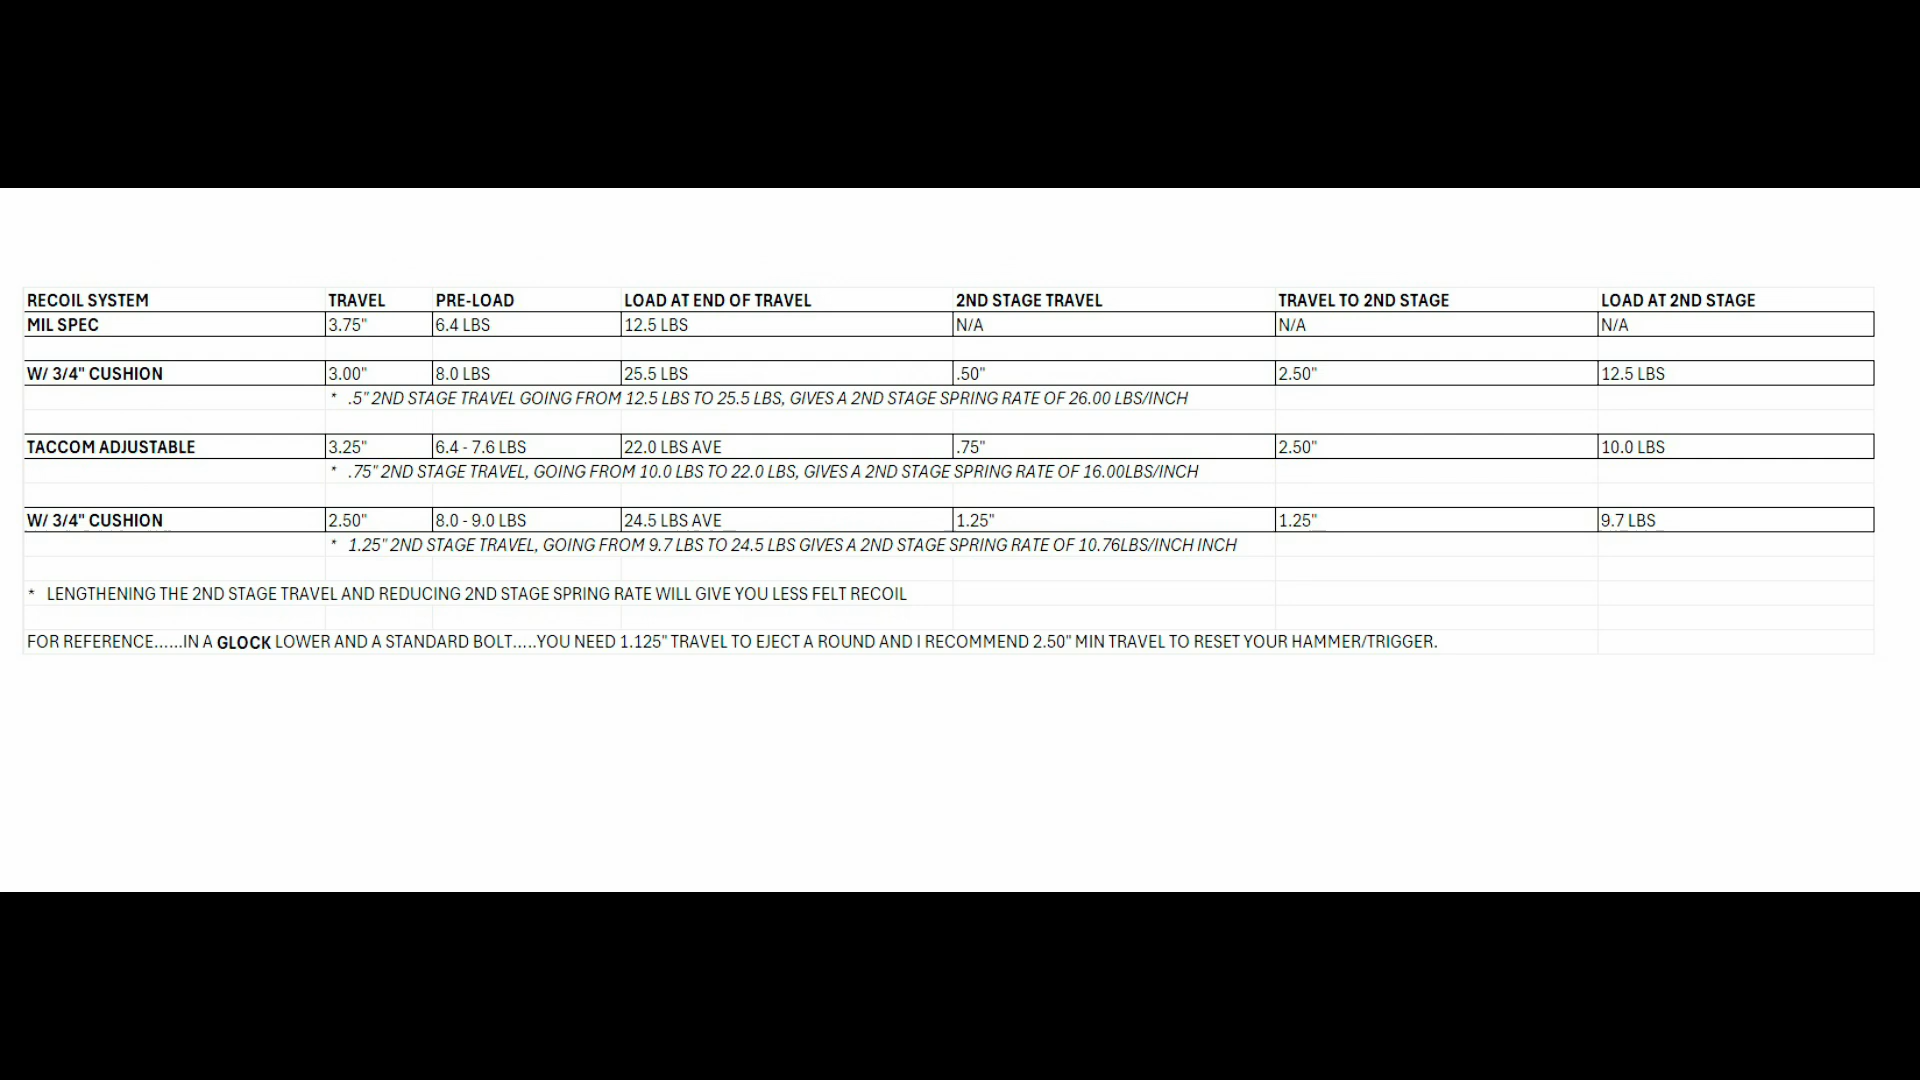 RECOIL SYSTEM TRAVEL PRE-LOAD LOAD AT END OF TRAVEL 2ND STAGE TRAVEL TRAVEL TO 2ND STAGE LOAD AT 2ND STAGE
MIL SPEC 3.75" 6.4 LBS 12.5 LBS N/A N/A N/A
W/ 3/4" CUSHION 3.00" 8.0 LBS 25.5 LBS .50" 2.50" 12.5 LBS
* .5" 2ND STAGE TRAVEL GOING FROM 12.5 LBS TO 25.5 LBS, GIVES A 2ND STAGE SPRING RATE OF 26.00 LBS/INCH
TACCOM ADJUSTABLE 3.25" 6.4 - 7.6 LBS 22.0 LBS AVE .75" 2.50" 10.0 LBS
* .75" 2ND STAGE TRAVEL, GOING FROM 10.0 LBS TO 22.0 LBS, GIVES A 2ND STAGE SPRING RATE OF 16.00LBS/INCH
W/ 3/4" CUSHION 2.50" 8.0 - 9.0 LBS 24.5 LBS AVE 1.25" 1.25" 9.7 LBS
* 1.25" 2ND STAGE TRAVEL, GOING FROM 9.7 LBS TO 24.5 LBS GIVES A 2ND STAGE SPRING RATE OF 10.76LBS/INCH INCH
* LENGTHENING THE 2ND STAGE TRAVEL AND REDUCING 2ND STAGE SPRING RATE WILL GIVE YOU LESS FELT RECOIL
FOR REFERENCE......IN A GLOCK LOWER AND A STANDARD BOLT.....YOU NEED 1.125" TRAVEL TO EJECT A ROUND AND I RECOMMEND 2.50" MIN TRAVEL TO RESET YOUR HAMMER/TRIGGER.